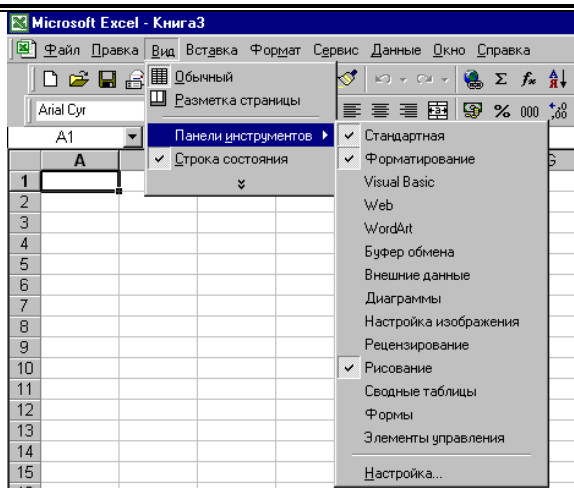 Microsoft Excel - Книга3
Файл Правка Вид Вставка Формат Сервис Данные Окно Справка
Обычный
Разметка страницы
Панели инструментов
Строка состояния
Arial Cyr
% 000
A1
A
G
1
2
3
4
5
6
7
8
9
10
11
12
13
14
15
Стандартная
Форматирование
Visual Basic
Web
WordArt
Буфер обмена
Внешние данные
Диаграммы
Настройка изображения
Рецензирование
Рисование
Сводные таблицы
Формы
Элементы управления
Настройка...